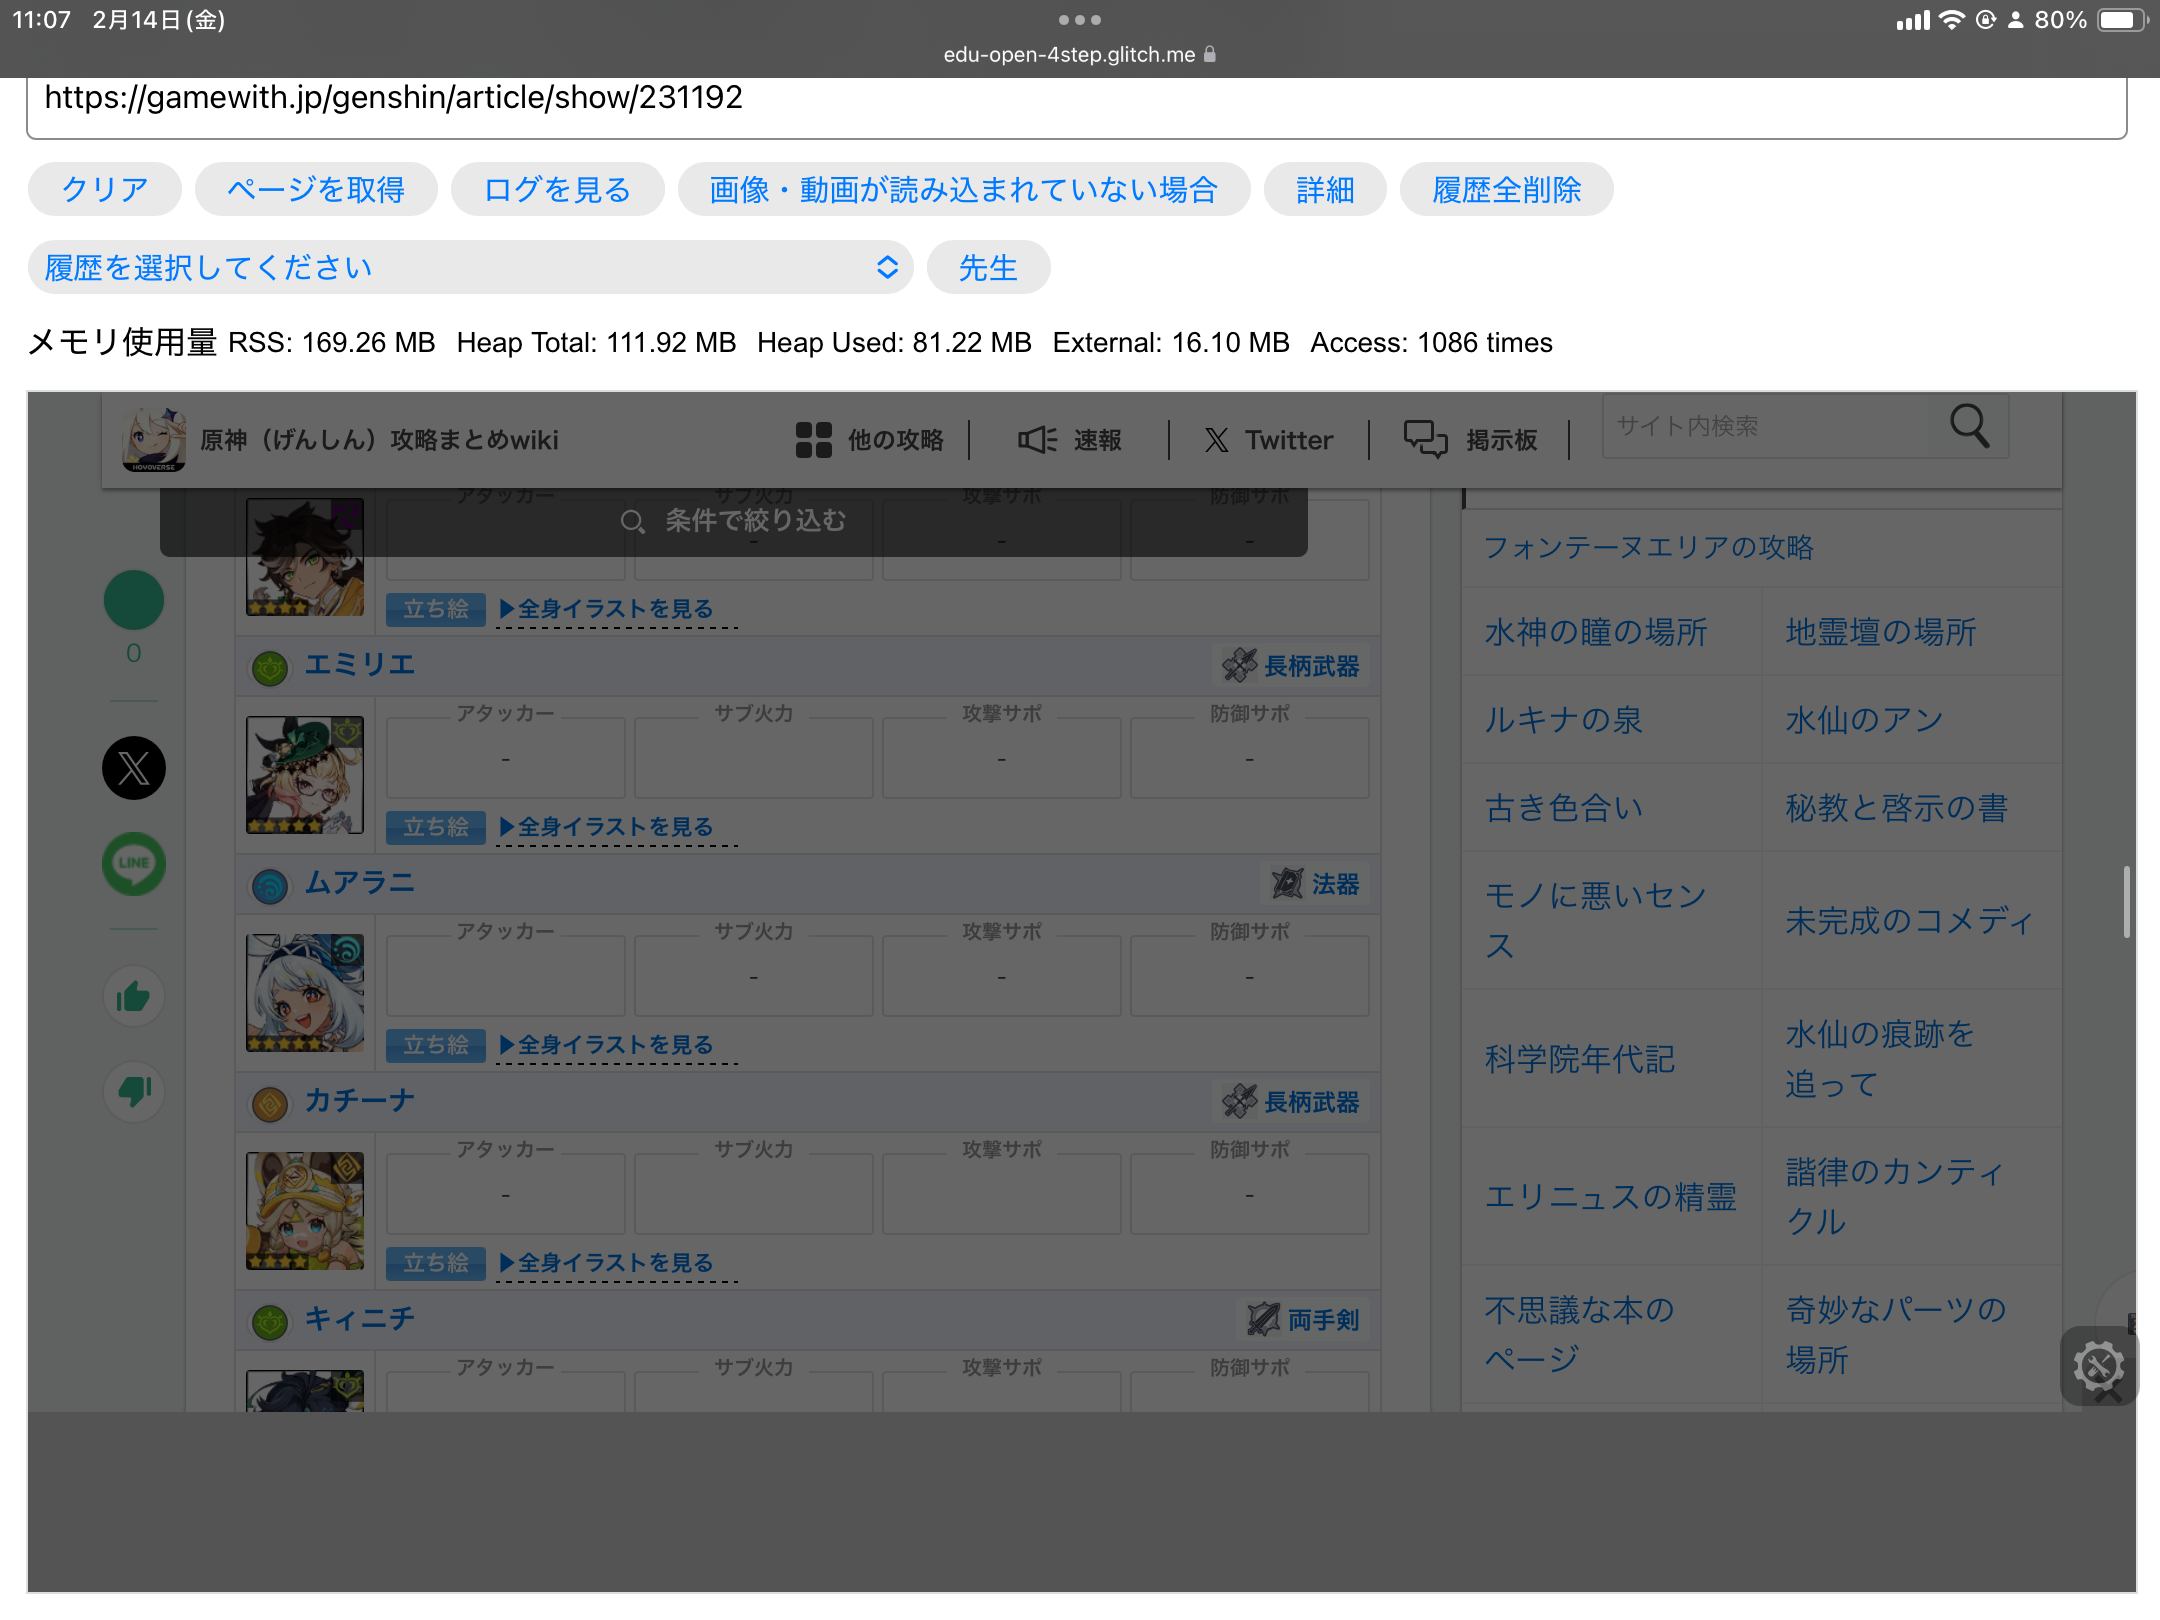 11:07 2月14日(金)
80%
edu-open-4step.glitch.me
https://gamewith.jp/genshin/article/show/231192
クリア ページを取得 ログを見る 画像・動画が読み込まれていない場合 詳細 履歴全削除
履歴を選択してください 先生
メモリ使用量 RSS: 169.26 MB Heap Total: 111.92 MB Heap Used: 81.22 MB External: 16.10 MB Access: 1086 times
HOYOVERSE
原神（げんしん）攻略まとめwiki 他の攻略 速報 X Twitter 掲示板 サイト内検索
アタッカー サブ火力 攻撃サポ 防御サポ
条件で絞り込む
- - -
立ち絵 ▶全身イラストを見る
エミリエ 長柄武器
アタッカー サブ火力 攻撃サポ 防御サポ
- - -
立ち絵 ▶全身イラストを見る
ムアラニ 法器
アタッカー サブ火力 攻撃サポ 防御サポ
- - -
立ち絵 ▶全身イラストを見る
カチーナ 長柄武器
アタッカー サブ火力 攻撃サポ 防御サポ
- -
立ち絵 ▶全身イラストを見る
キィニチ 両手剣
アタッカー サブ火力 攻撃サポ 防御サポ
0
X
LINE
フォンテーヌエリアの攻略
水神の瞳の場所 地霊壇の場所
ルキナの泉 水仙のアン
古き色合い 秘教と啓示の書
モノに悪いセン
ス
未完成のコメディ
科学院年代記
水仙の痕跡を
追って
エリニュスの精霊
諧律のカンティ
クル
不思議な本の
ページ
奇妙なパーツの
場所